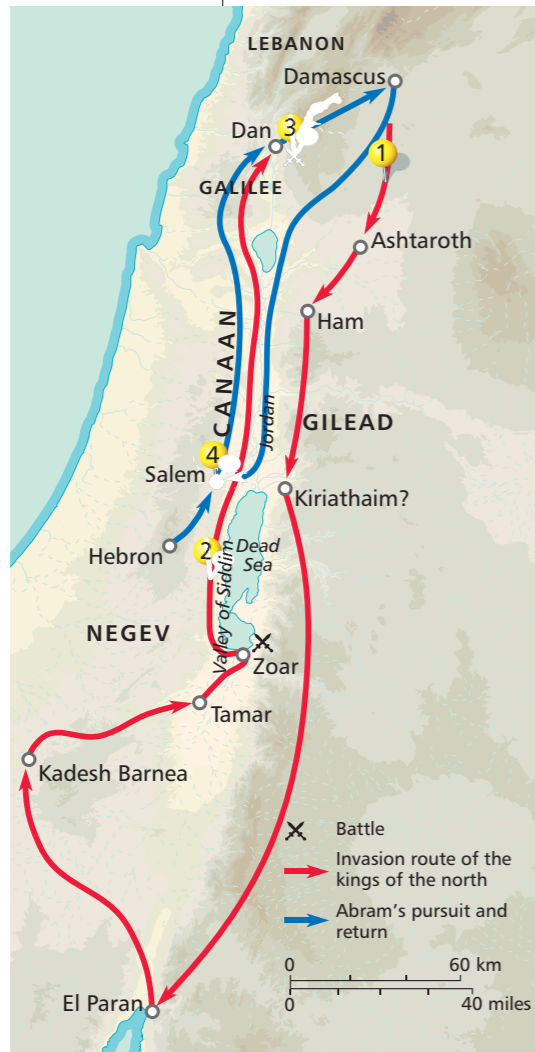 LEBANON
Damascus
3
Dan
1
GALILEE
Ashtaroth
Ham
CANAAN
Jordan
GILEAD
4
Salem
Kiriathaim?
2
Hebron
Dead
Sea
Valley of Siddim
NEGEV
Zoar
Tamar
Kadesh Barnea
Battle
Invasion route of the
kings of the north
Abram’s pursuit and
return
0 60 km
0 40 miles
El Paran